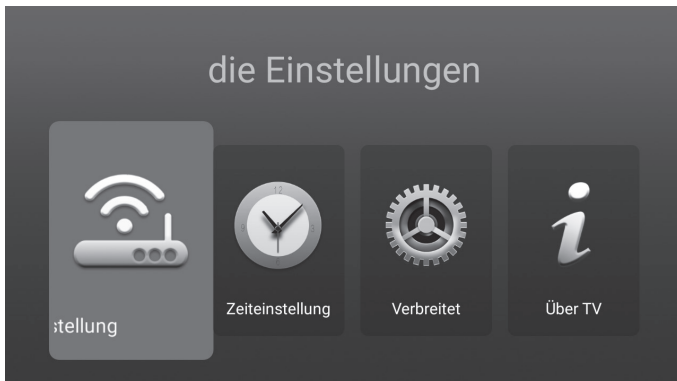 die Einstellungen
stellung
Zeiteinstellung
Verbreitet
Über TV